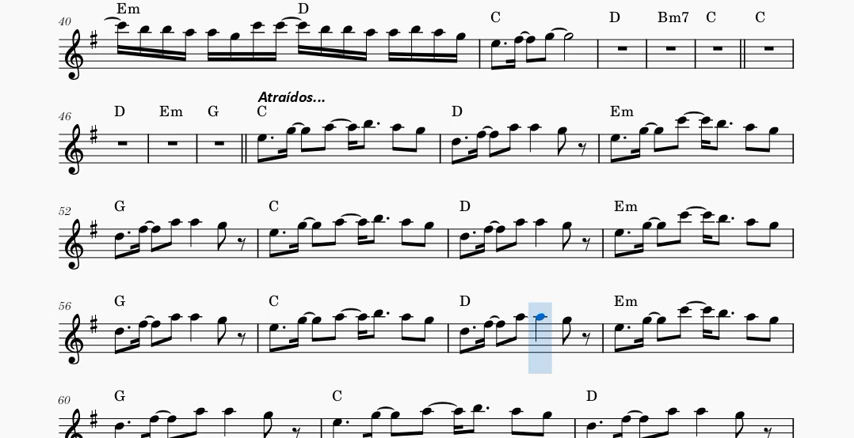 Em D C D Bm7 C C
40
Atraídos...
D Em G C D Em
46
G C D Em
52
G C D Em
56
G C D
60